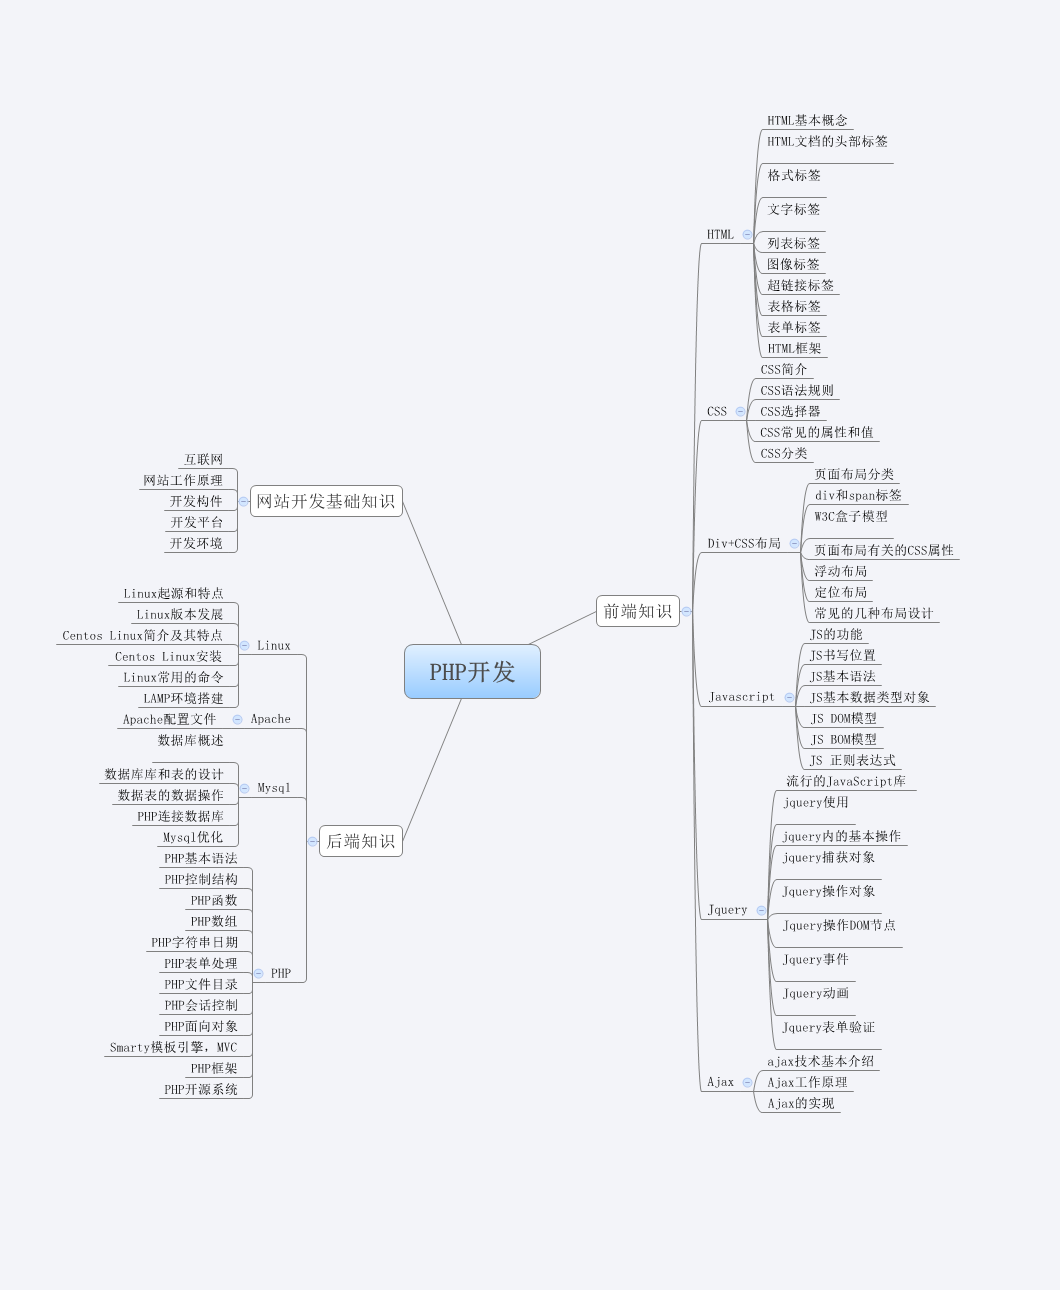 PHP开发
前端知识
HTML
HTML基本概念
HTML文档的头部标签
格式标签
文字标签
列表标签
图像标签
超链接标签
表格标签
表单标签
HTML框架
CSS
CSS简介
CSS语法规则
CSS选择器
CSS常见的属性和值
CSS分类
Div+CSS布局
页面布局分类
div和span标签
W3C盒子模型
页面布局有关的CSS属性
浮动布局
定位布局
常见的几种布局设计
Javascript
JS的功能
JS书写位置
JS基本语法
JS基本数据类型对象
JS DOM模型
JS BOM模型
JS 正则表达式
Jquery
流行的JavaScript库
jquery使用
jquery内的基本操作
jquery捕获对象
Jquery操作对象
Jquery操作DOM节点
Jquery事件
Jquery动画
Jquery表单验证
Ajax
ajax技术基本介绍
Ajax工作原理
Ajax的实现
网站开发基础知识
互联网
网站工作原理
开发构件
开发平台
开发环境
后端知识
Linux
Linux起源和特点
Linux版本发展
Centos Linux简介及其特点
Centos Linux安装
Linux常用的命令
LAMP环境搭建
Apache
Apache配置文件
Mysql
数据库概述
数据库库和表的设计
数据表的数据操作
PHP连接数据库
Mysql优化
PHP
PHP基本语法
PHP控制结构
PHP函数
PHP数组
PHP字符串日期
PHP表单处理
PHP文件目录
PHP会话控制
PHP面向对象
Smarty模板引擎，MVC
PHP框架
PHP开源系统